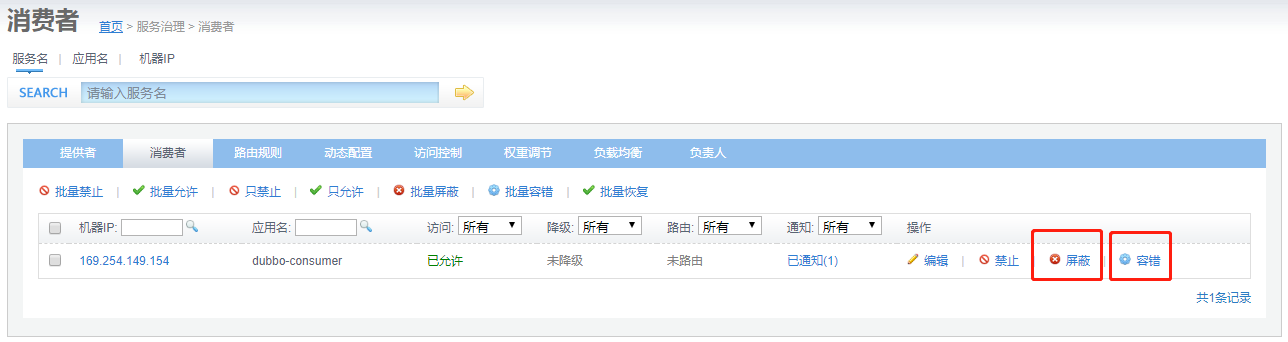 消费者 首页 > 服务治理 > 消费者
服务名 | 应用名 | 机器IP
SEARCH 请输入服务名
提供者 消费者 路由规则 动态配置 访问控制 权重调节 负载均衡 负责人
批量禁止 | 批量允许 | 只禁止 | 只允许 | 批量屏蔽 | 批量容错 | 批量恢复
机器IP: 应用名: 访问: 所有 降级: 所有 路由: 所有 通知: 所有 操作
169.254.149.154 dubbo-consumer 已允许 未降级 未路由 已通知(1) 编辑 | 禁止 屏蔽 | 容错
共1条记录